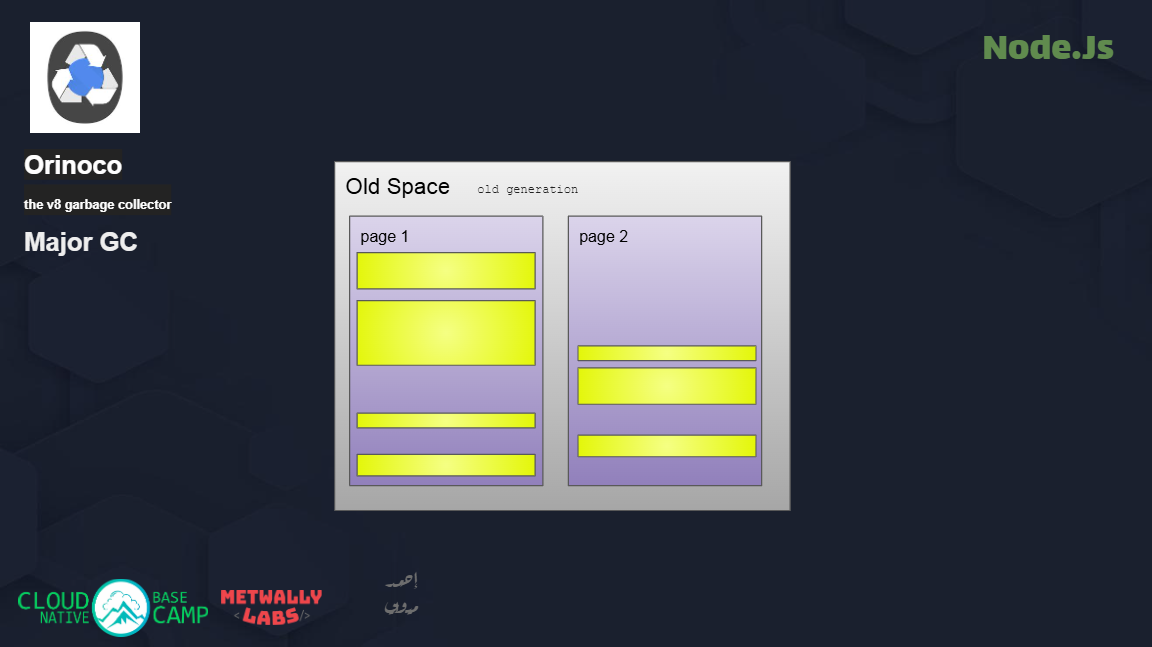 Node.Js
Orinoco
the v8 garbage collector
Major GC
Old Space old generation
page 1
page 2
CLOUD NATIVE
BASE CAMP
METWALLY
<LABS/>
إحمد